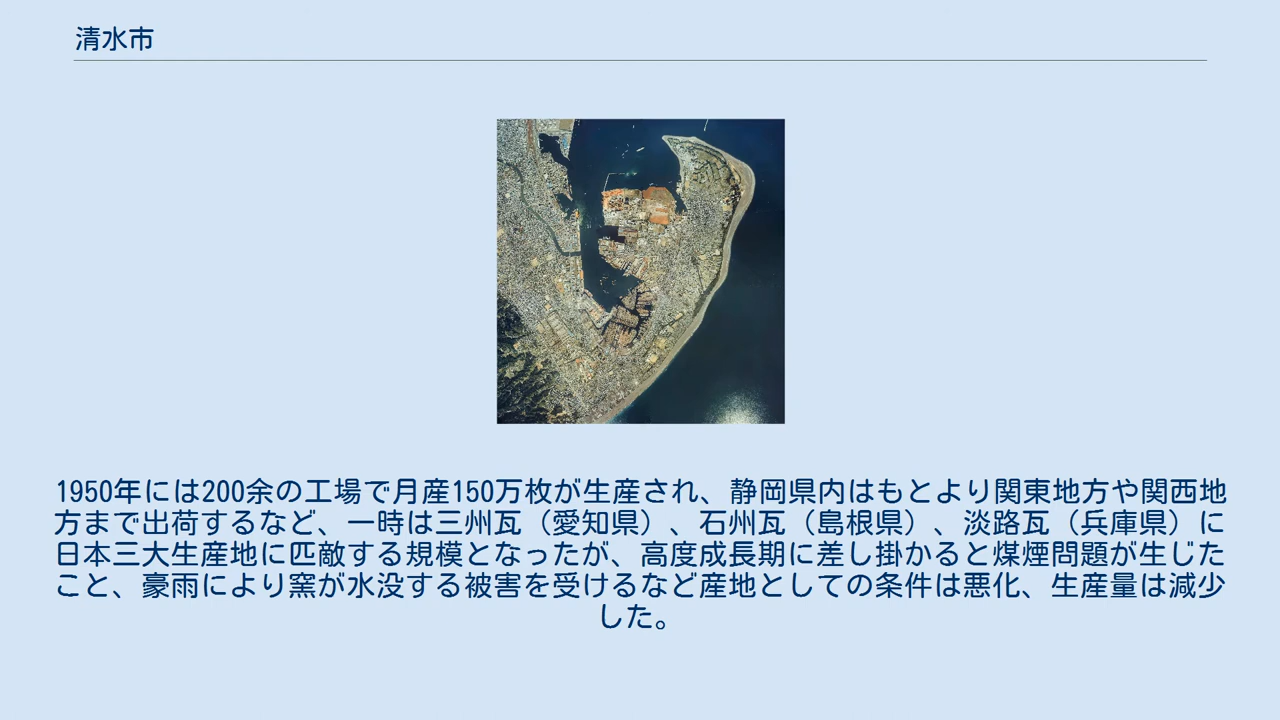 清水市
1950年には200余の工場で月産150万枚が生産され、静岡県内はもとより関東地方や関西地
方まで出荷するなど、一時は三州瓦（愛知県）、石州瓦（島根県）、淡路瓦（兵庫県）に
日本三大生産地に匹敵する規模となったが、高度成長期に差し掛かると煤煙問題が生じた
こと、豪雨により窯が水没する被害を受けるなど産地としての条件は悪化、生産量は減少
した。